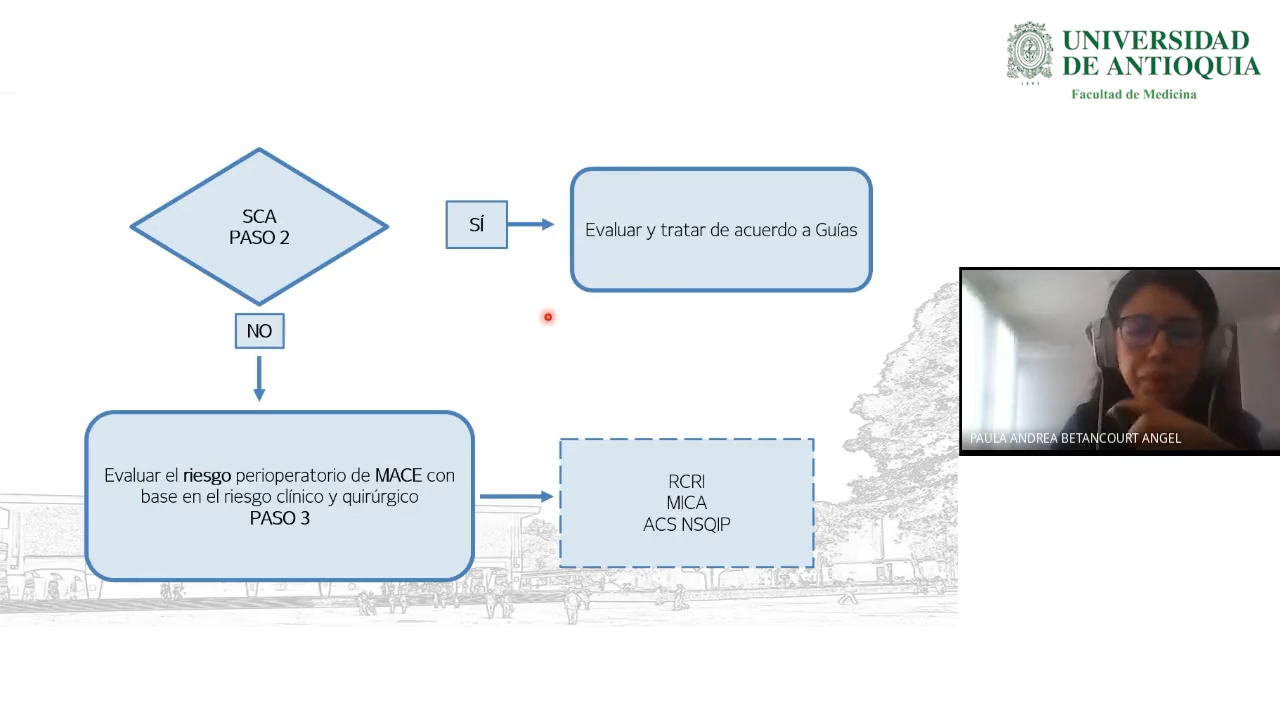 UNIVERSIDAD
DE ANTIOQUIA
1803
Facultad de Medicina
SCA
PASO 2
SÍ
Evaluar y tratar de acuerdo a Guías
NO
Evaluar el riesgo perioperatorio de MACE con
base en el riesgo clínico y quirúrgico
PASO 3
RCRI
MICA
ACS NSQIP
PAULA ANDREA BETANCOURT ANGEL